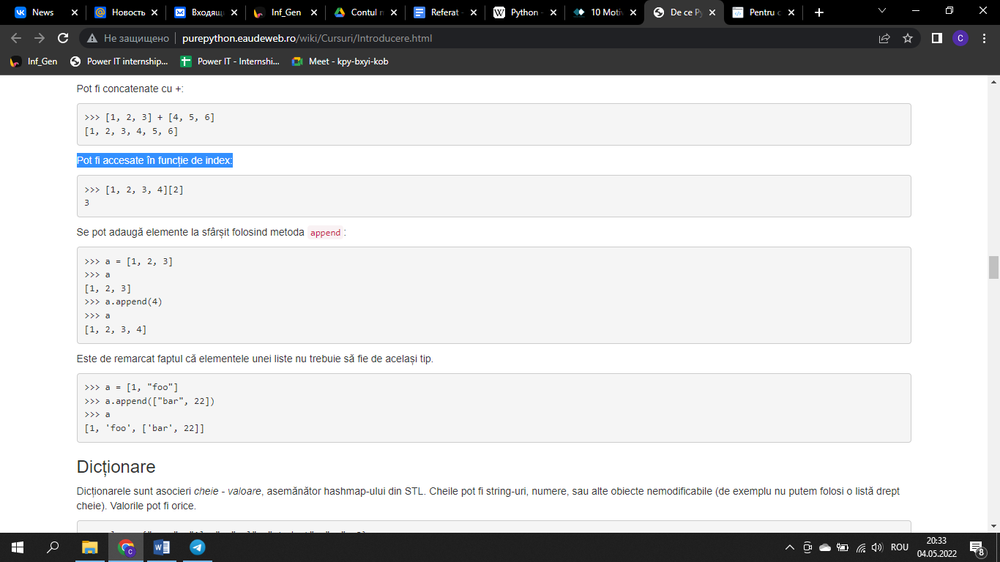 News
Новость
Входящ
Inf_Gen
Contul m
Referat -
Python -
10 Motiv
De ce Py
Pentru c
Не защищено
purepython.eaudeweb.ro/wiki/Cursuri/Introducere.html
C
Inf_Gen
Power IT internship...
Power IT - Internshi...
Meet - kpy-bxyi-kob
Pot fi concatenate cu +:
>>> [1, 2, 3] + [4, 5, 6]
[1, 2, 3, 4, 5, 6]
Pot fi accesate în funcție de index:
>>> [1, 2, 3, 4][2]
3
Se pot adaugă elemente la sfârșit folosind metoda append:
>>> a = [1, 2, 3]
>>> a
[1, 2, 3]
>>> a.append(4)
>>> a
[1, 2, 3, 4]
Este de remarcat faptul că elementele unei liste nu trebuie să fie de același tip.
>>> a = [1, "foo"]
>>> a.append(["bar", 22])
>>> a
[1, 'foo', ['bar', 22]]
Dicționare
Dicționarele sunt asocieri cheie - valoare, asemănător hashmap-ului din STL. Cheile pot fi string-uri, numere, sau alte obiecte nemodificabile (de exemplu nu putem folosi o listă drept
cheie). Valorile pot fi orice.
ROU
20:33
04.05.2022
8